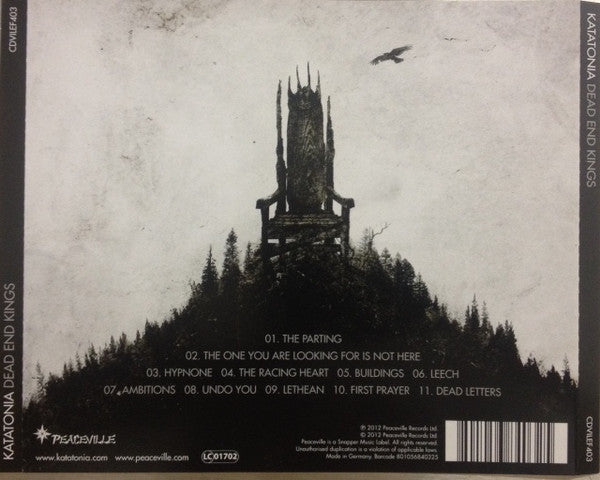 CDVILEF403
KATATONIA DEAD END KINGS
KATATONIA DEAD END KINGS
CDVILEF403
01. THE PARTING
02. THE ONE YOU ARE LOOKING FOR IS NOT HERE
03. HYPNONE 04. THE RACING HEART 05. BUILDINGS 06. LEECH
07. AMBITIONS 08. UNDO YOU 09. LETHEAN 10. FIRST PRAYER 11. DEAD LETTERS
PEACEVILLE
www.katatonia.com www.peaceville.com
LC 01702
℗ 2012 Peaceville Records Ltd.
© 2012 Peaceville Records Ltd.
Peaceville is a Snapper Music Label. All rights reserved.
Unauthorised duplication is a violation of applicable laws
Made in Germany. Barcode 801056840325